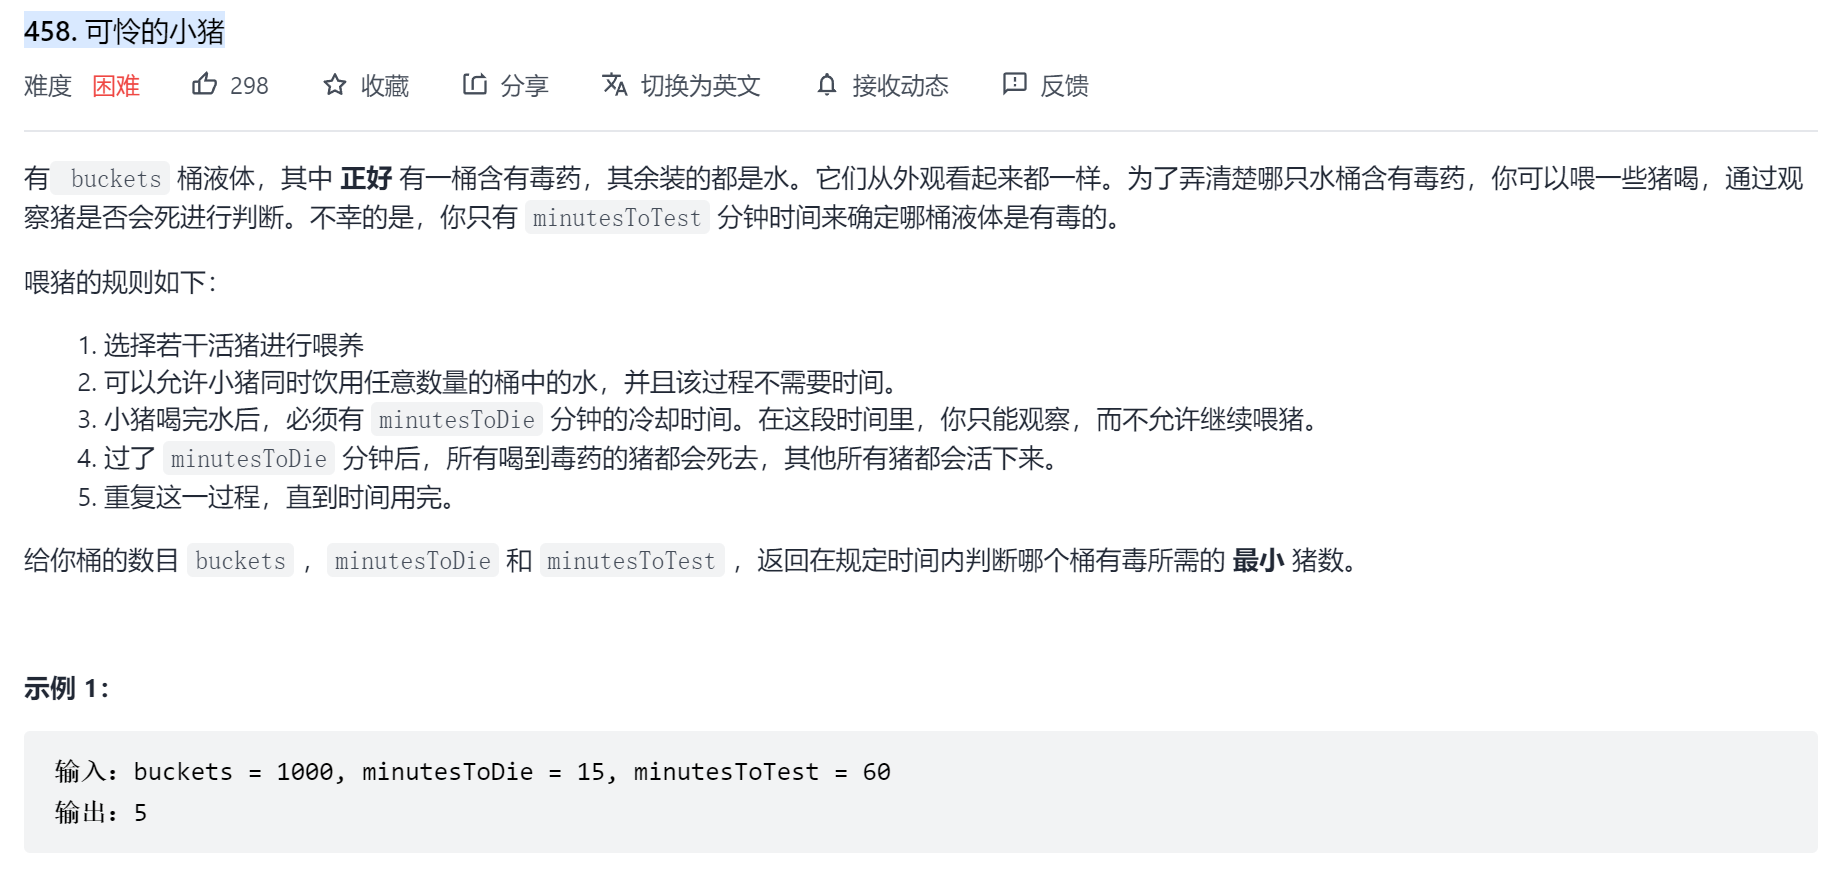 458. 可怜的小猪
难度 困难 298 收藏 分享 切换为英文 接收动态 反馈
有 buckets 桶液体，其中 正好 有一桶含有毒药，其余装的都是水。它们从外观看起来都一样。为了弄清楚哪只水桶含有毒药，你可以喂一些猪喝，通过观
察猪是否会死进行判断。不幸的是，你只有 minutesToTest 分钟时间来确定哪桶液体是有毒的。
喂猪的规则如下：
1. 选择若干活猪进行喂养
2. 可以允许小猪同时饮用任意数量的桶中的水，并且该过程不需要时间。
3. 小猪喝完水后，必须有 minutesToDie 分钟的冷却时间。在这段时间里，你只能观察，而不允许继续喂猪。
4. 过了 minutesToDie 分钟后，所有喝到毒药的猪都会死去，其他所有猪都会活下来。
5. 重复这一过程，直到时间用完。
给你桶的数目 buckets ，minutesToDie 和 minutesToTest ，返回在规定时间内判断哪个桶有毒所需的 最小 猪数。
示例 1：
输入：buckets = 1000, minutesToDie = 15, minutesToTest = 60
输出：5